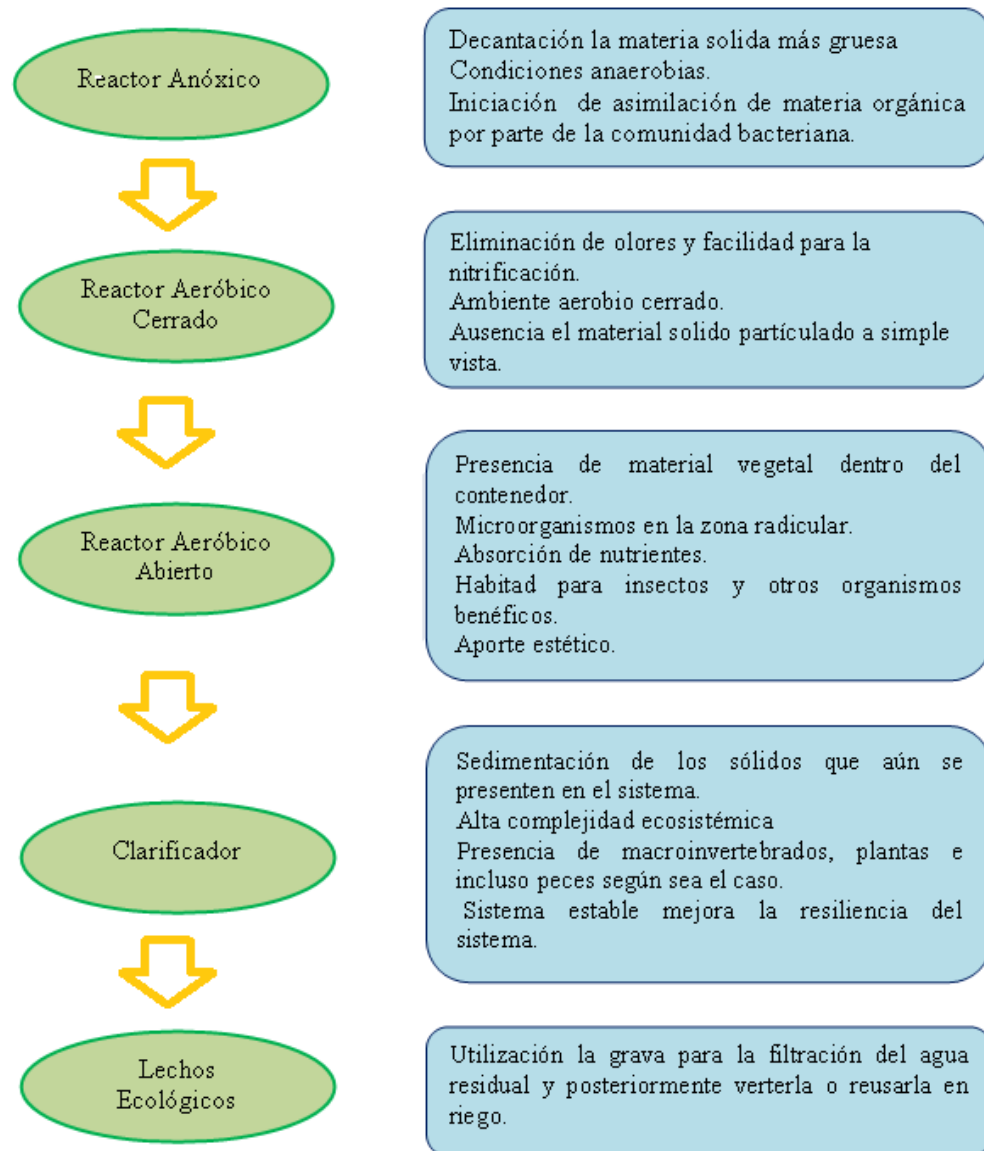 Reactor Anóxico
Decantación la materia solida más gruesa
Condiciones anaerobias.
Iniciación de asimilación de materia orgánica
por parte de la comunidad bacteriana.
Reactor Aeróbico
Cerrado
Eliminación de olores y facilidad para la
nitrificación.
Ambiente aerobio cerrado.
Ausencia el material solido partículado a simple
vista.
Reactor Aeróbico
Abierto
Presencia de material vegetal dentro del
contenedor.
Microorganismos en la zona radicular.
Absorción de nutrientes.
Habitad para insectos y otros organismos
benéficos.
Aporte estético.
Clarificador
Sedimentación de los sólidos que aún se
presenten en el sistema.
Alta complejidad ecosistémica
Presencia de macroinvertebrados, plantas e
incluso peces según sea el caso.
Sistema estable mejora la resiliencia del
sistema.
Lechos
Ecológicos
Utilización la grava para la filtración del agua
residual y posteriormente verterla o reusarla en
riego.